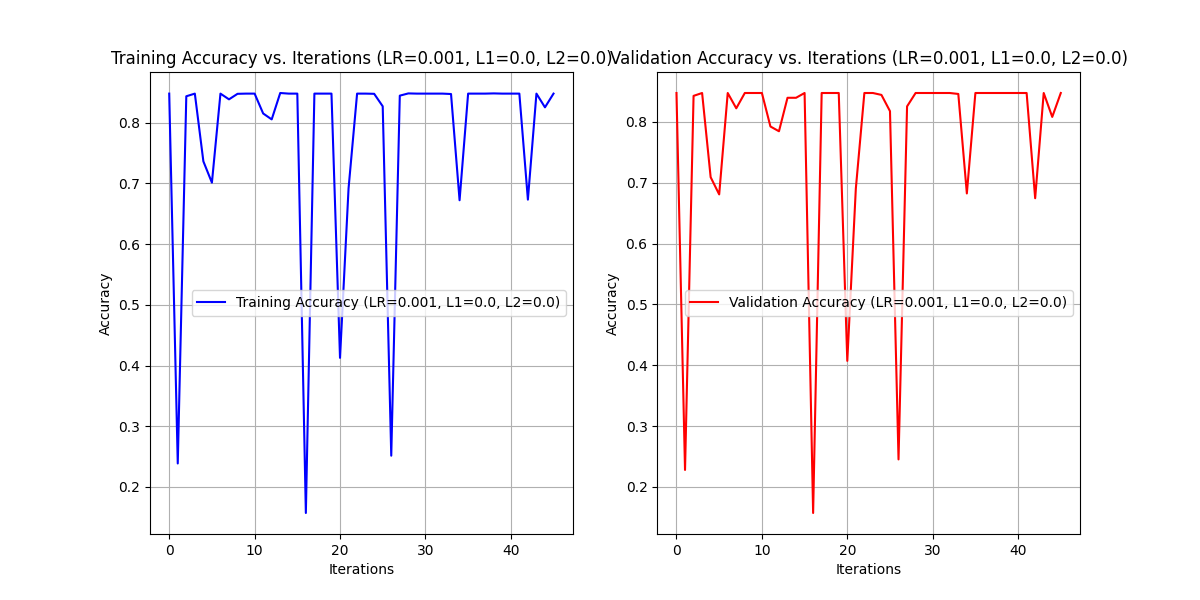 Training Accuracy vs. Iterations (LR=0.001, L1=0.0, L2=0.0)
Validation Accuracy vs. Iterations (LR=0.001, L1=0.0, L2=0.0)
Accuracy
0.8
0.7
0.6
0.5
0.4
0.3
0.2
Training Accuracy (LR=0.001, L1=0.0, L2=0.0)
0 10 20 30 40
Iterations
Accuracy
0.8
0.7
0.6
0.5
0.4
0.3
0.2
Validation Accuracy (LR=0.001, L1=0.0, L2=0.0)
0 10 20 30 40
Iterations